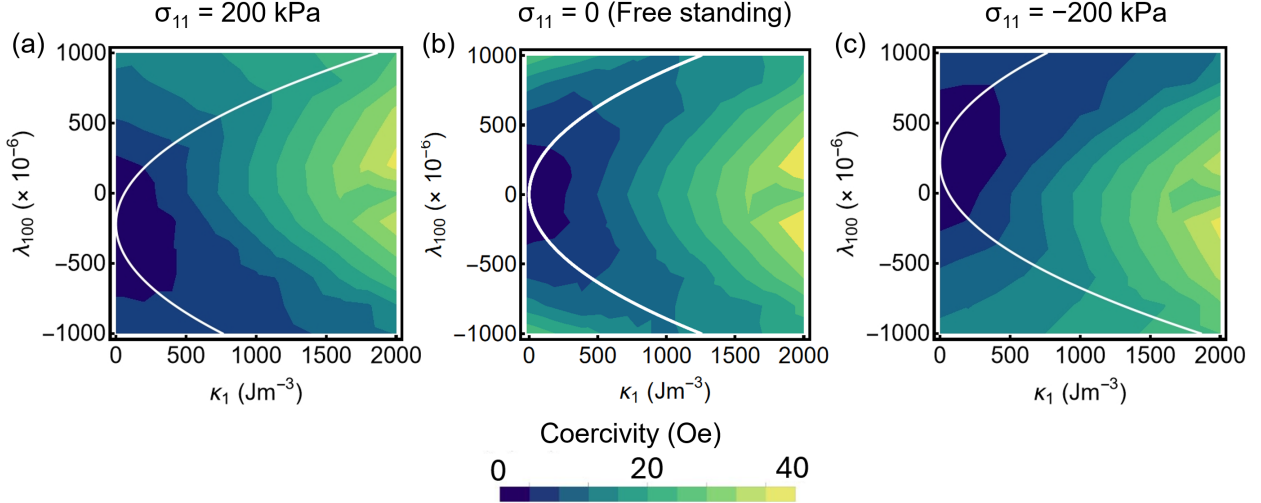 σ₁₁ = 200 kPa
σ₁₁ = 0 (Free standing)
σ₁₁ = −200 kPa
(a)
1000
500
0
−500
−1000
λ₁₀₀ (× 10⁻⁶)
0
500
1000
1500
2000
κ₁ (Jm⁻³)
(b)
1000
500
0
−500
−1000
λ₁₀₀ (× 10⁻⁶)
0
500
1000
1500
2000
κ₁ (Jm⁻³)
(c)
1000
500
0
−500
−1000
λ₁₀₀ (× 10⁻⁶)
0
500
1000
1500
2000
κ₁ (Jm⁻³)
Coercivity (Oe)
0
20
40